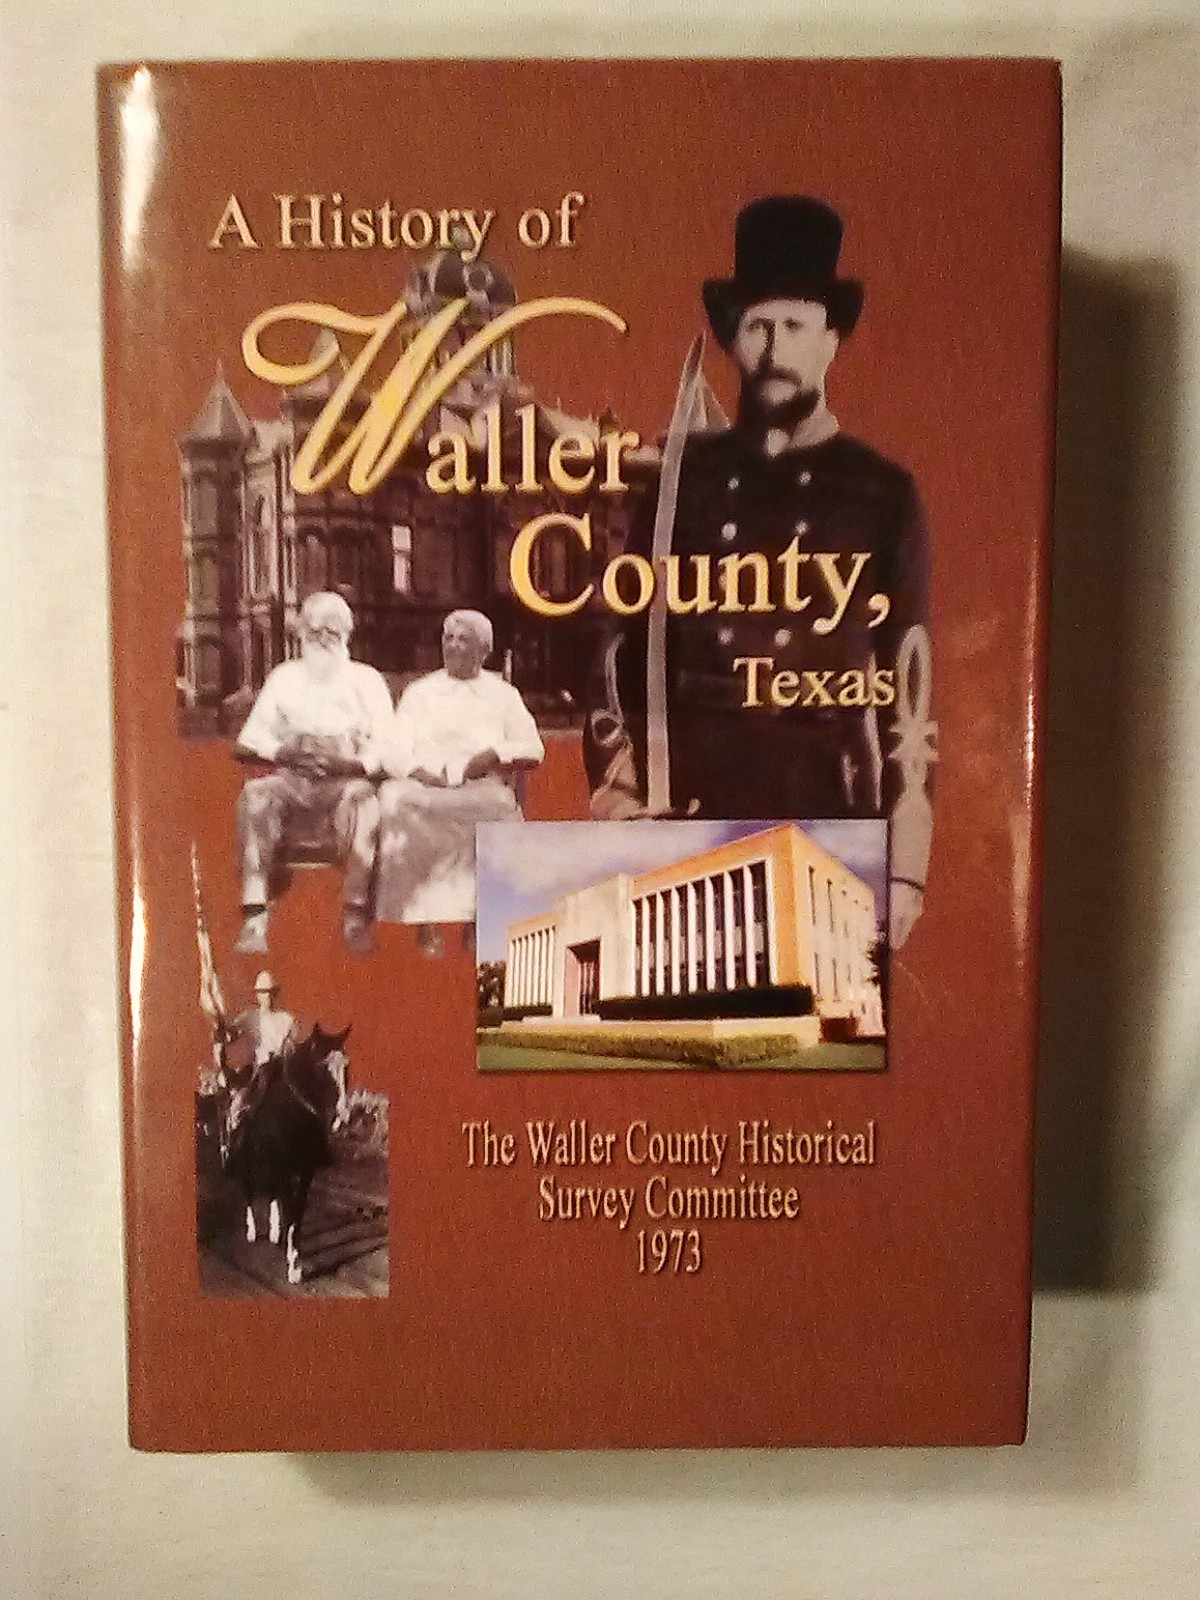 A History of
Waller
County,
Texas
The Waller County Historical
Survey Committee
1973